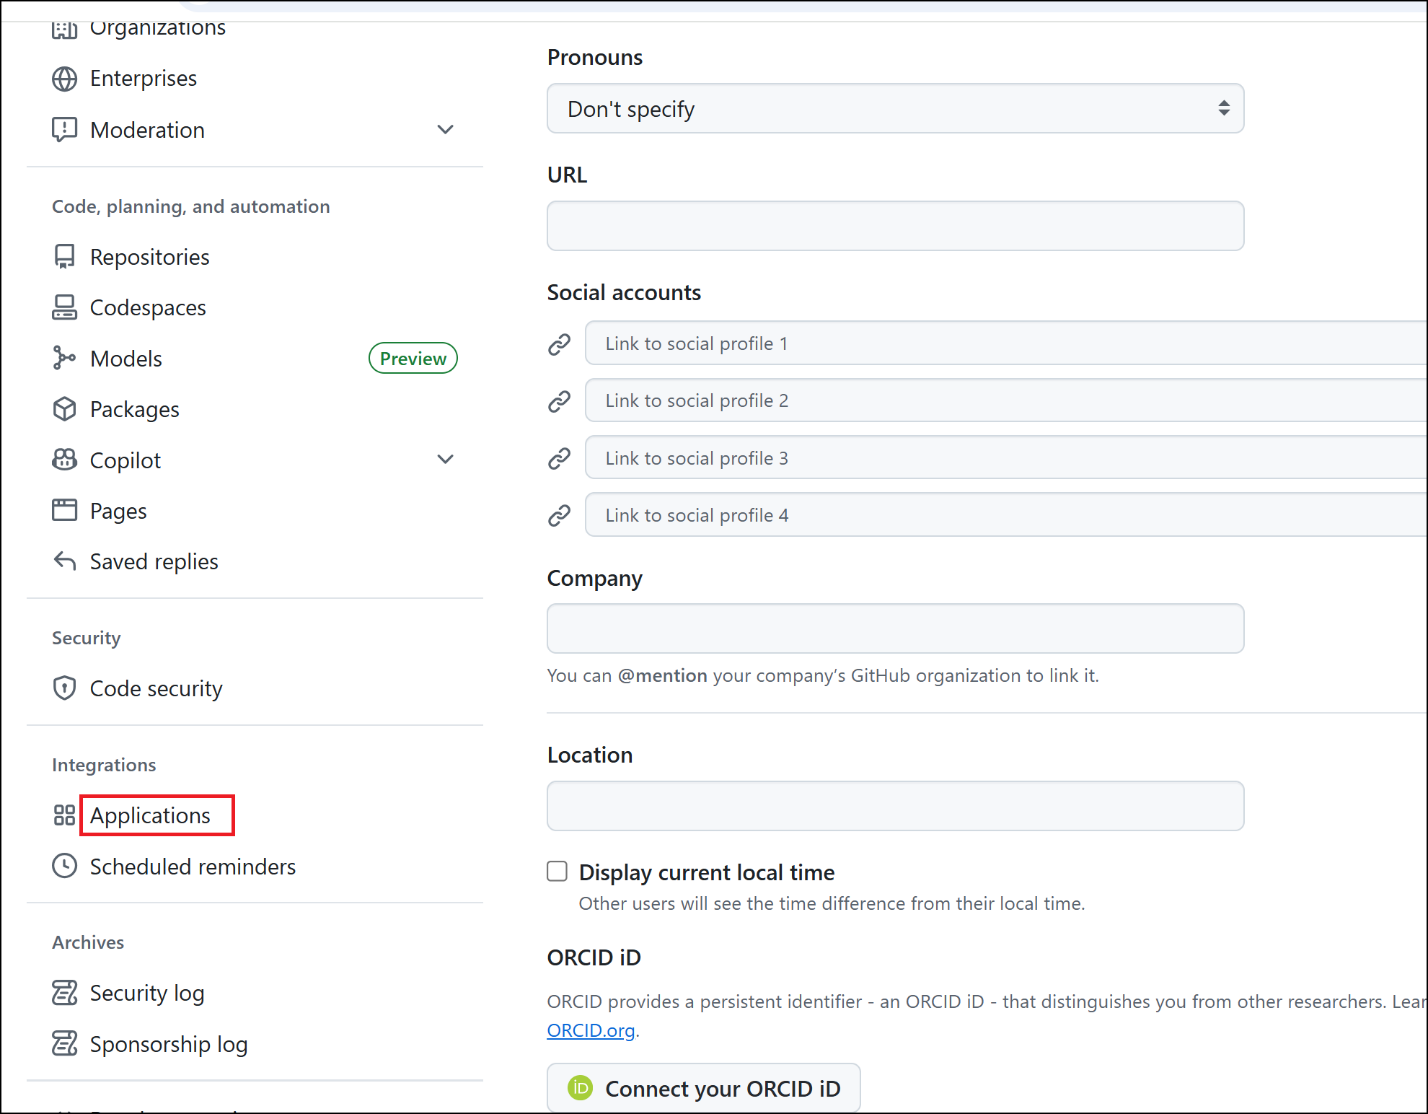 Organizations
Enterprises
Moderation
Code, planning, and automation
Repositories
Codespaces
Models
Preview
Packages
Copilot
Pages
Saved replies
Security
Code security
Integrations
Applications
Scheduled reminders
Archives
Security log
Sponsorship log
Pronouns
Don't specify
URL
Social accounts
Link to social profile 1
Link to social profile 2
Link to social profile 3
Link to social profile 4
Company
You can @mention your company’s GitHub organization to link it.
Location
Display current local time
Other users will see the time difference from their local time.
ORCID iD
ORCID provides a persistent identifier - an ORCID iD - that distinguishes you from other researchers.
ORCID.org.
iD Connect your ORCID iD